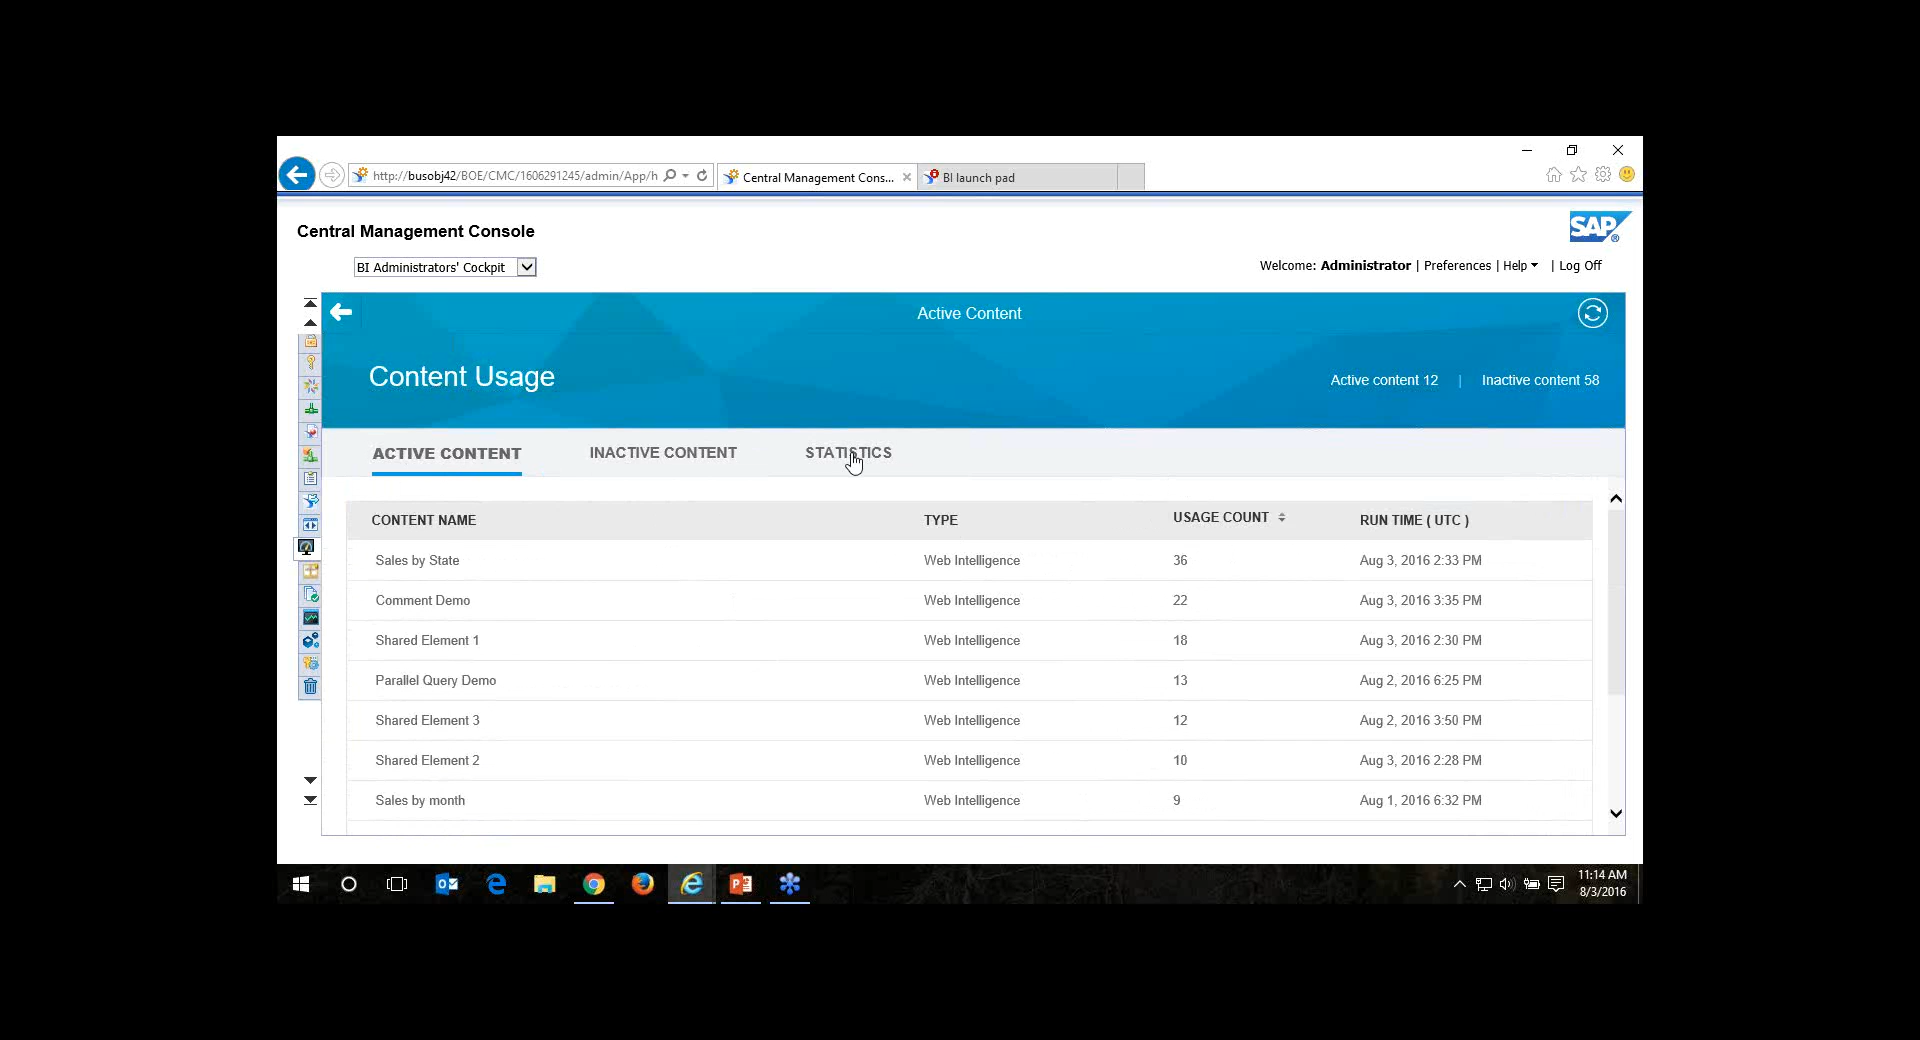 http://busobj42/BOE/CMC/1606291245/admin/App/h
Central Management Cons...
BI launch pad
Central Management Console
SAP®
BI Administrators' Cockpit
Welcome: Administrator | Preferences | Help | Log Off
Active Content
Content Usage
Active content 12 | Inactive content 58
ACTIVE CONTENT INACTIVE CONTENT STATISTICS
CONTENT NAME TYPE USAGE COUNT RUN TIME ( UTC )
Sales by State Web Intelligence 36 Aug 3, 2016 2:33 PM
Comment Demo Web Intelligence 22 Aug 3, 2016 3:35 PM
Shared Element 1 Web Intelligence 18 Aug 3, 2016 2:30 PM
Parallel Query Demo Web Intelligence 13 Aug 2, 2016 6:25 PM
Shared Element 3 Web Intelligence 12 Aug 2, 2016 3:50 PM
Shared Element 2 Web Intelligence 10 Aug 3, 2016 2:28 PM
Sales by month Web Intelligence 9 Aug 1, 2016 6:32 PM
11:14 AM
8/3/2016